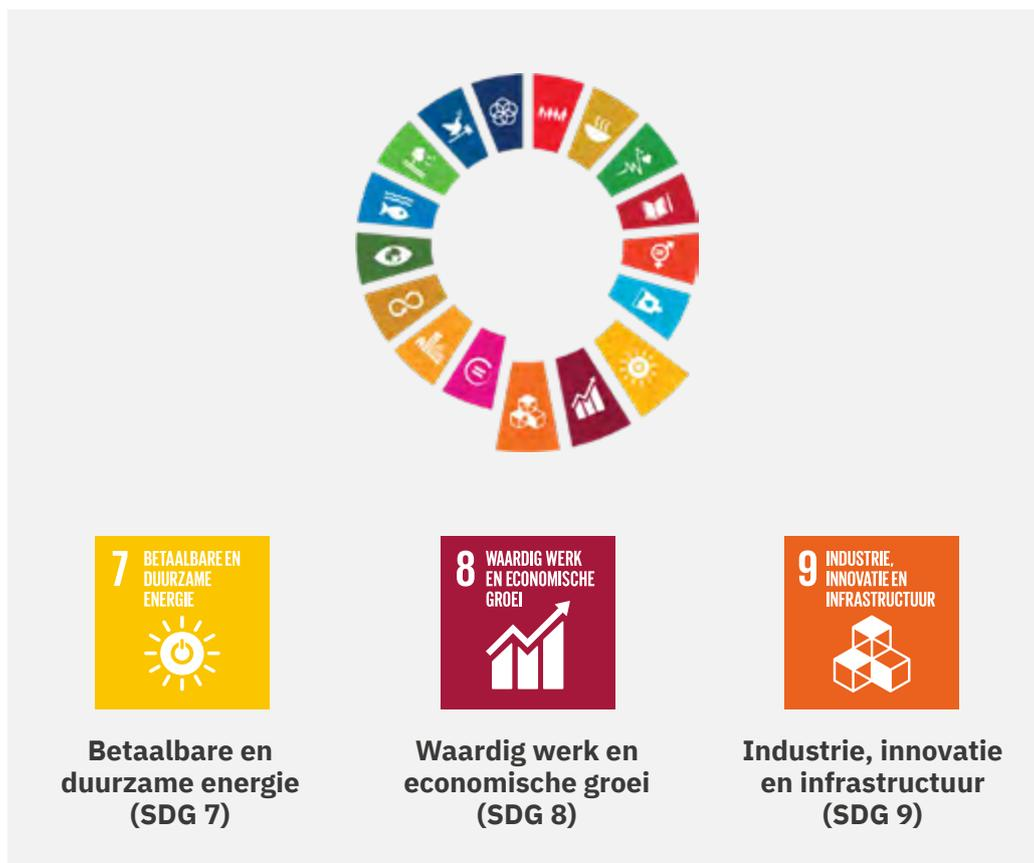 7 BETAALBARE EN
DUURZAME
ENERGIE
8 WAARDIG WERK
EN ECONOMISCHE
GROEI
9 INDUSTRIE,
INNOVATIE EN
INFRASTRUCTUUR
Betaalbare en
duurzame energie
(SDG 7)
Waardig werk en
economische groei
(SDG 8)
Industrie, innovatie
en infrastructuur
(SDG 9)